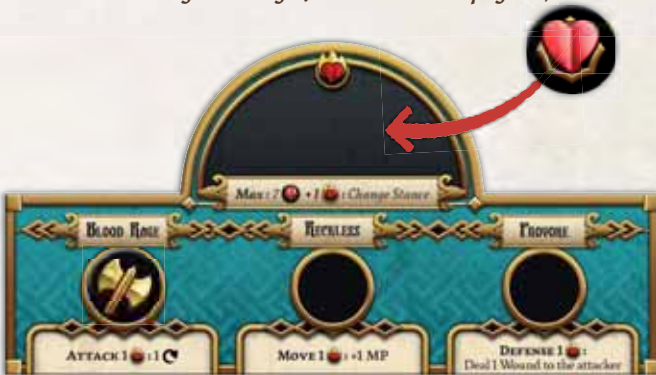 Max: 7 +1 : Change Stance
Blood Rage
Reckless
Provoke
Attack 1 : 1
Move 1 : +1 MP
Defense 1 :
Deal 1 Wound to the attacker